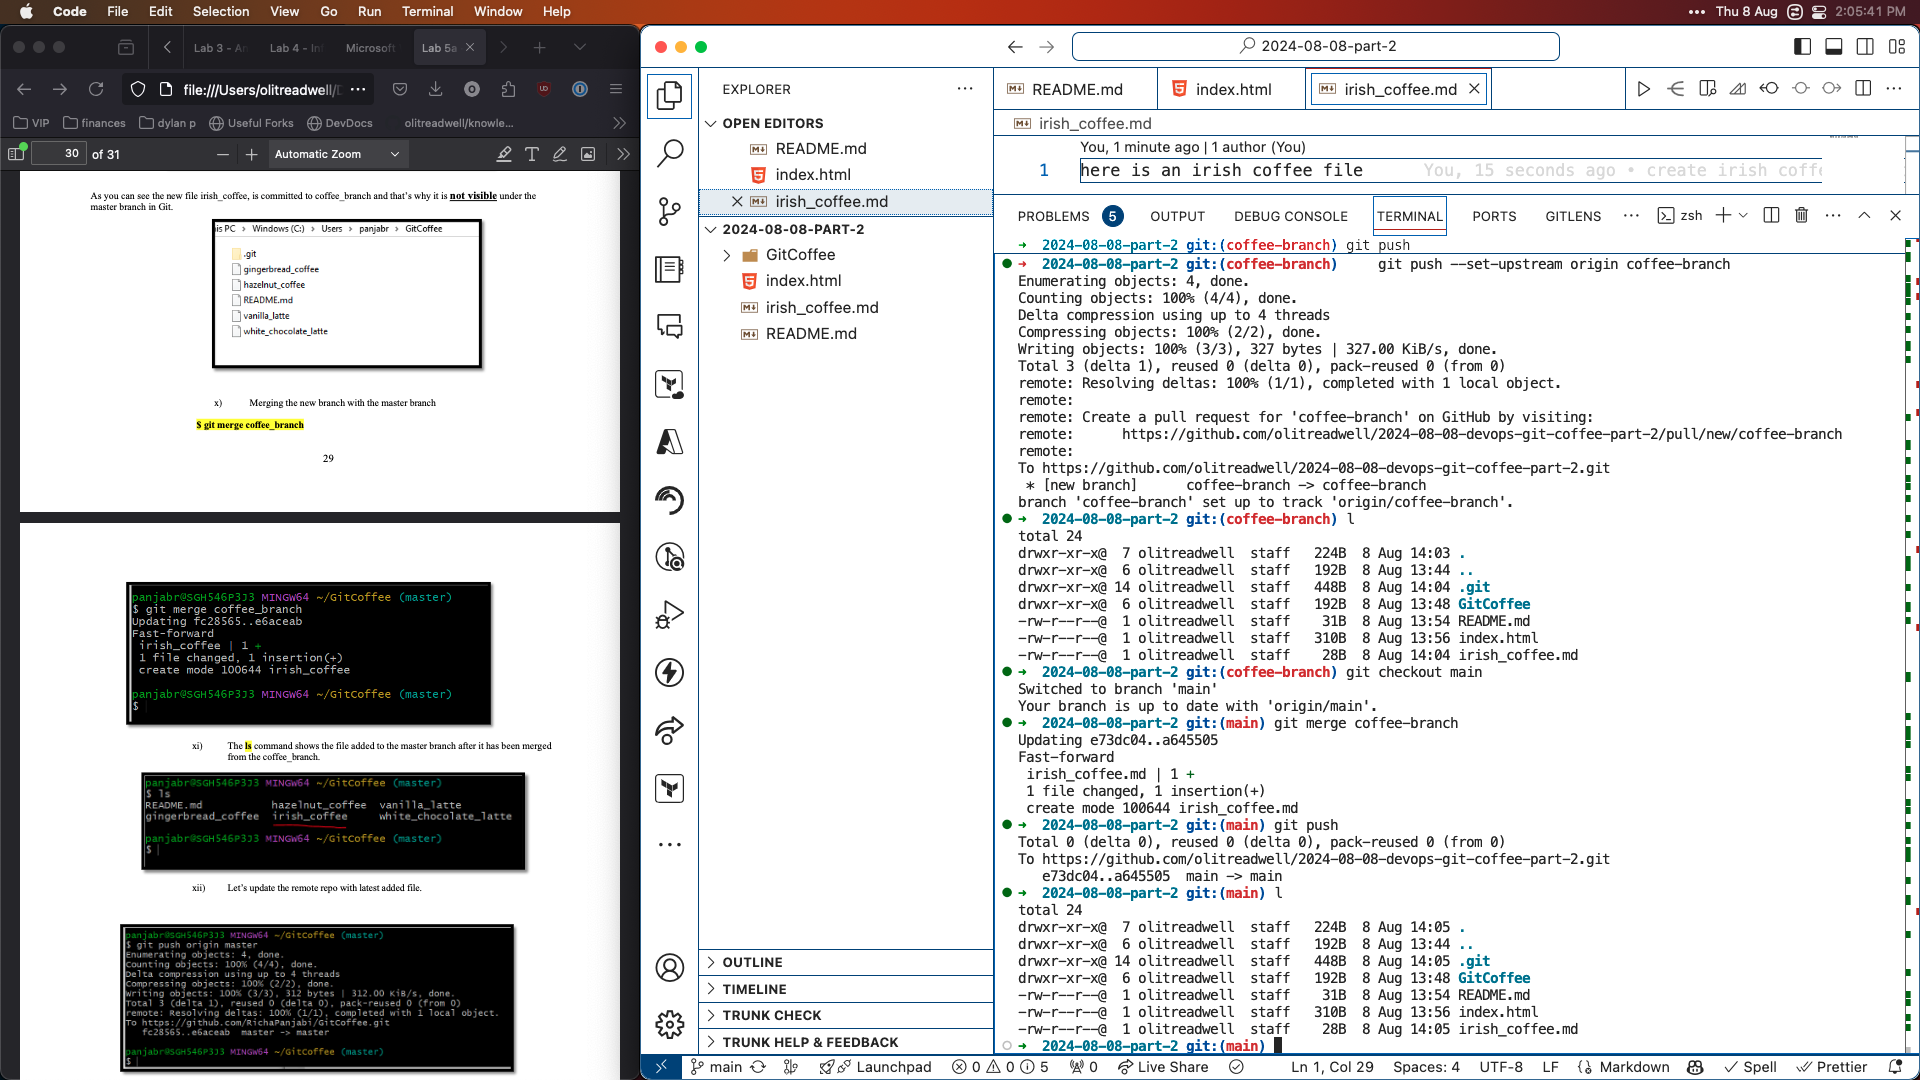 Code File Edit Selection View Go Run Terminal Window Help
Thu 8 Aug 2:05:41 PM
Lab 3 - A
Lab 4 - In
Microsoft
Lab 5a
file:///Users/olitreadwell/
VIP finances dylan p Useful Forks DevDocs olitreadwell/knowle...
30 of 31
Automatic Zoom
As you can see the new file irish_coffee, is committed to coffee_branch and that's why it is not visible under the
master branch in Git.
is PC > Windows (C:) > Users > panjabr > GitCoffee
.git
gingerbread_coffee
hazelnut_coffee
README.md
vanilla_latte
white_chocolate_latte
x) Merging the new branch with the master branch
$ git merge coffee_branch
29
panjabr@SGH546P3J3 MINGW64 ~/GitCoffee (master)
$ git merge coffee_branch
Updating fc28565..e6aceab
Fast-forward
irish_coffee | 1 +
1 file changed, 1 insertion(+)
create mode 100644 irish_coffee
panjabr@SGH546P3J3 MINGW64 ~/GitCoffee (master)
$
xi) The ls command shows the file added to the master branch after it has been merged
from the coffee_branch.
panjabr@SGH546P3J3 MINGW64 ~/GitCoffee (master)
$ ls
README.md hazelnut_coffee vanilla_latte
gingerbread_coffee irish_coffee white_chocolate_latte
panjabr@SGH546P3J3 MINGW64 ~/GitCoffee (master)
$
xii) Let's update the remote repo with latest added file.
panjabr@SGH546P3J3 MINGW64 ~/GitCoffee (master)
$ git push origin master
Enumerating objects: 4, done.
Counting objects: 100% (4/4), done.
Delta compression using up to 4 threads
Compressing objects: 100% (2/2), done.
Writing objects: 100% (3/3), 312 bytes | 312.00 KiB/s, done.
Total 3 (delta 1), reused 0 (delta 0), pack-reused 0 (from 0)
remote: Resolving deltas: 100% (1/1), completed with 1 local object.
To https://github.com/RichaPanjabi/GitCoffee.git
fc28565..e6aceab master -> master
panjabr@SGH546P3J3 MINGW64 ~/GitCoffee (master)
$
2024-08-08-part-2
EXPLORER
OPEN EDITORS
README.md
index.html
irish_coffee.md
2024-08-08-PART-2
GitCoffee
index.html
irish_coffee.md
README.md
OUTLINE
TIMELINE
TRUNK CHECK
TRUNK HELP & FEEDBACK
README.md index.html irish_coffee.md
irish_coffee.md
You, 1 minute ago | 1 author (You)
1 here is an irish coffee file You, 15 seconds ago • create irish coffe
PROBLEMS 5 OUTPUT DEBUG CONSOLE TERMINAL PORTS GITLENS zsh
→ 2024-08-08-part-2 git:(coffee-branch) git push
→ 2024-08-08-part-2 git:(coffee-branch) git push --set-upstream origin coffee-branch
Enumerating objects: 4, done.
Counting objects: 100% (4/4), done.
Delta compression using up to 4 threads
Compressing objects: 100% (2/2), done.
Writing objects: 100% (3/3), 327 bytes | 327.00 KiB/s, done.
Total 3 (delta 1), reused 0 (delta 0), pack-reused 0 (from 0)
remote: Resolving deltas: 100% (1/1), completed with 1 local object.
remote:
remote: Create a pull request for 'coffee-branch' on GitHub by visiting:
remote: https://github.com/olitreadwell/2024-08-08-devops-git-coffee-part-2/pull/new/coffee-branch
remote:
To https://github.com/olitreadwell/2024-08-08-devops-git-coffee-part-2.git
* [new branch] coffee-branch -> coffee-branch
branch 'coffee-branch' set up to track 'origin/coffee-branch'.
→ 2024-08-08-part-2 git:(coffee-branch) l
total 24
drwxr-xr-x@ 7 olitreadwell staff 224B 8 Aug 14:03 .
drwxr-xr-x@ 6 olitreadwell staff 192B 8 Aug 13:44 ..
drwxr-xr-x@ 14 olitreadwell staff 448B 8 Aug 14:04 .git
drwxr-xr-x@ 6 olitreadwell staff 192B 8 Aug 13:48 GitCoffee
-rw-r--r--@ 1 olitreadwell staff 31B 8 Aug 13:54 README.md
-rw-r--r--@ 1 olitreadwell staff 310B 8 Aug 13:56 index.html
-rw-r--r--@ 1 olitreadwell staff 28B 8 Aug 14:04 irish_coffee.md
→ 2024-08-08-part-2 git:(coffee-branch) git checkout main
Switched to branch 'main'
Your branch is up to date with 'origin/main'.
→ 2024-08-08-part-2 git:(main) git merge coffee-branch
Updating e73dc04..a645505
Fast-forward
irish_coffee.md | 1 +
1 file changed, 1 insertion(+)
create mode 100644 irish_coffee.md
→ 2024-08-08-part-2 git:(main) git push
Total 0 (delta 0), reused 0 (delta 0), pack-reused 0 (from 0)
To https://github.com/olitreadwell/2024-08-08-devops-git-coffee-part-2.git
e73dc04..a645505 main -> main
→ 2024-08-08-part-2 git:(main) l
total 24
drwxr-xr-x@ 7 olitreadwell staff 224B 8 Aug 14:05 .
drwxr-xr-x@ 6 olitreadwell staff 192B 8 Aug 13:44 ..
drwxr-xr-x@ 14 olitreadwell staff 448B 8 Aug 14:05 .git
drwxr-xr-x@ 6 olitreadwell staff 192B 8 Aug 13:48 GitCoffee
-rw-r--r--@ 1 olitreadwell staff 31B 8 Aug 13:54 README.md
-rw-r--r--@ 1 olitreadwell staff 310B 8 Aug 13:56 index.html
-rw-r--r--@ 1 olitreadwell staff 28B 8 Aug 14:05 irish_coffee.md
→ 2024-08-08-part-2 git:(main)
main Launchpad 0 0 5 0 Live Share Ln 1, Col 29 Spaces: 4 UTF-8 LF Markdown Spell Prettier